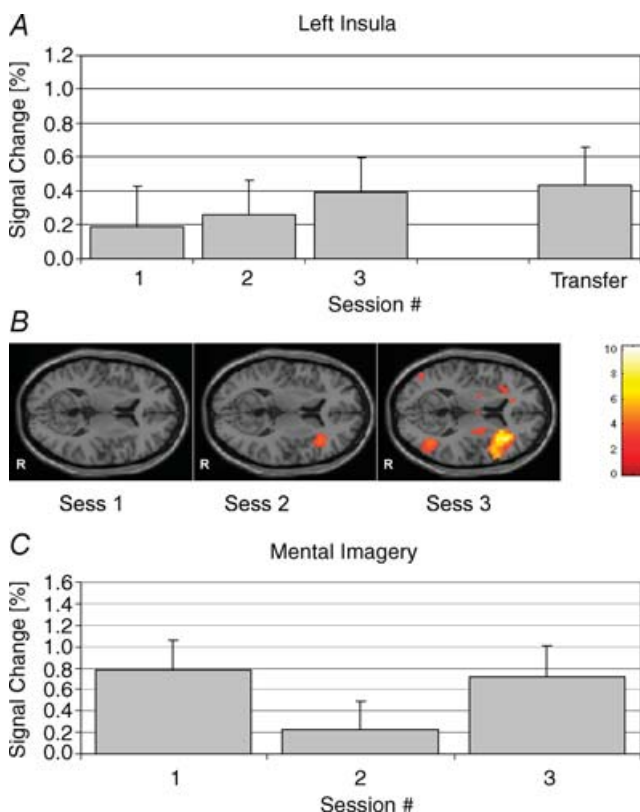 A
Left Insula
Signal Change [%]
1.2
1.0
0.8
0.6
0.4
0.2
0.0
1 2 3 Transfer
Session #
B
R R R
10
8
6
4
2
0
Sess 1 Sess 2 Sess 3
C
Mental Imagery
Signal Change [%]
1.6
1.4
1.2
1.0
0.8
0.6
0.4
0.2
0.0
1 2 3
Session #